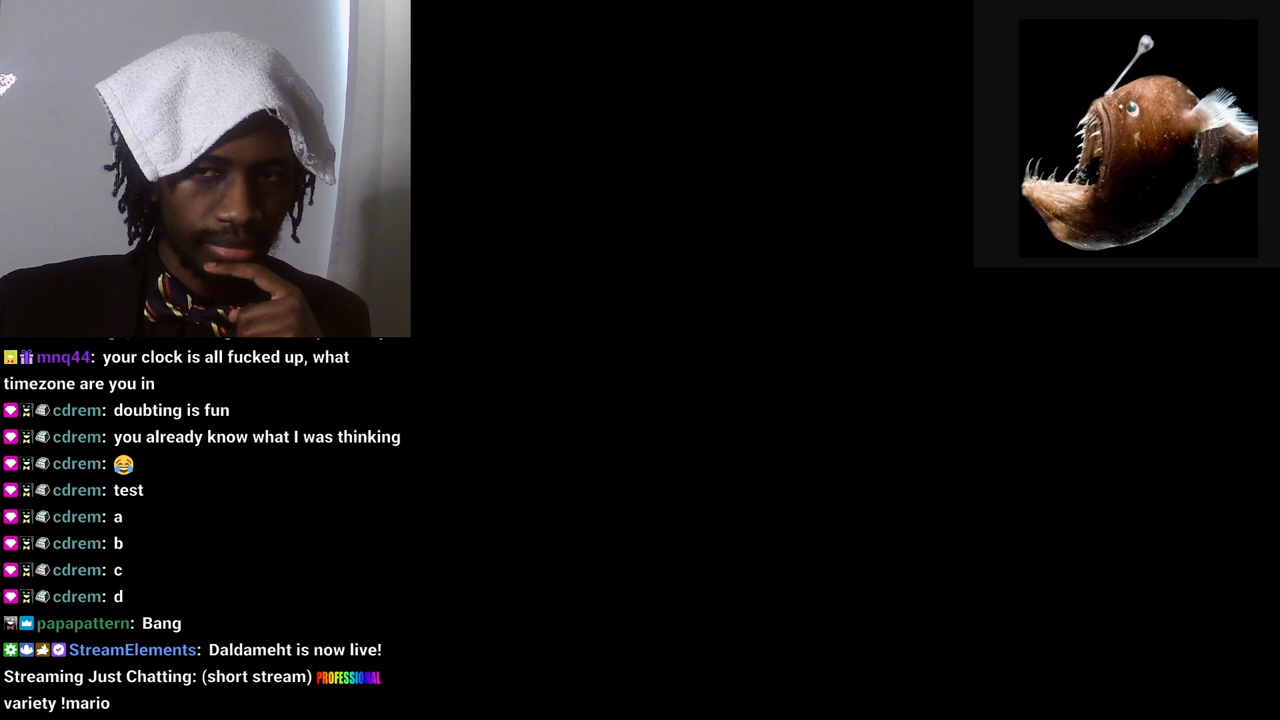 mnq44: your clock is all fucked up, what
timezone are you in
cdrem: doubting is fun
cdrem: you already know what I was thinking
cdrem: 😂
cdrem: test
cdrem: a
cdrem: b
cdrem: c
cdrem: d
papapattern: Bang
StreamElements: Daldameht is now live!
Streaming Just Chatting: (short stream) PROFESSIONAL
variety !mario